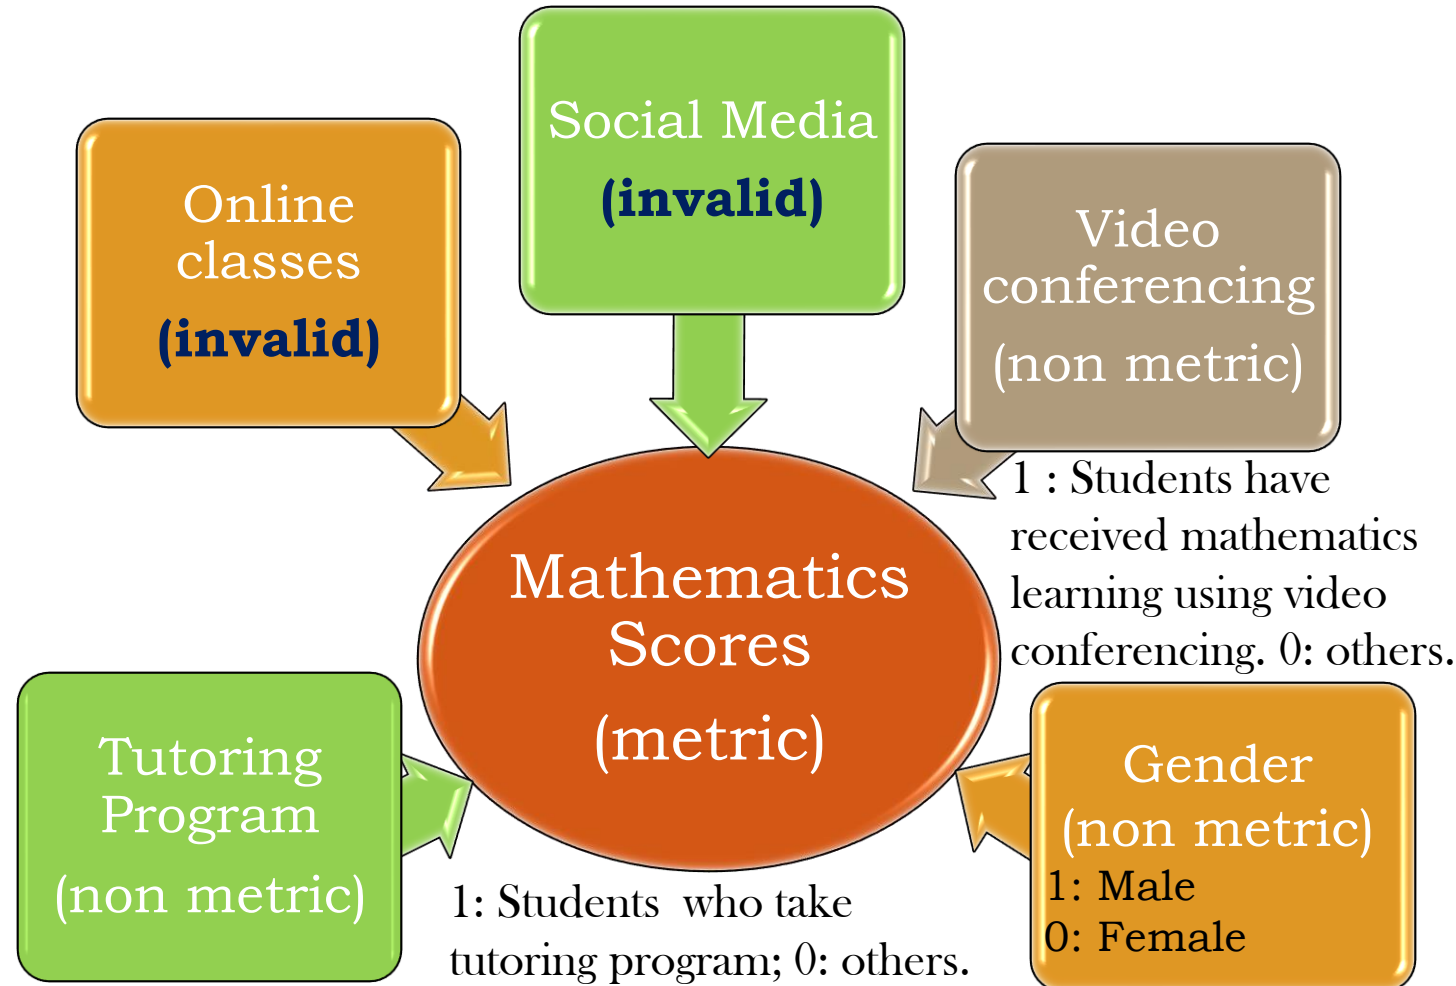 Social Media
(invalid)
Online
classes
(invalid)
Video
conferencing
(non metric)
1 : Students have
received mathematics
learning using video
conferencing. 0: others.
Mathematics
Scores
(metric)
Tutoring
Program
(non metric)
1: Students  who take
tutoring program; 0: others.
Gender
(non metric)
1: Male
0: Female